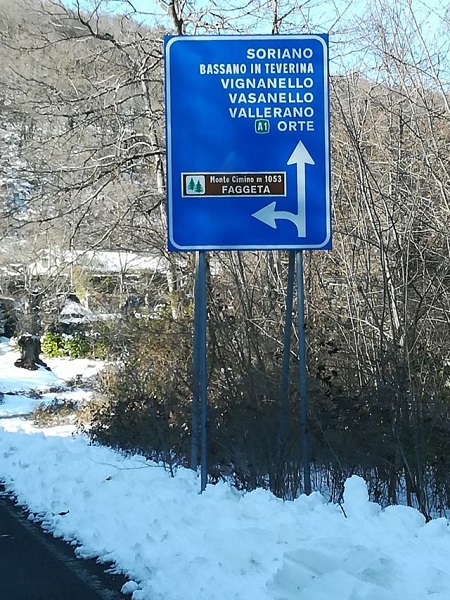 SORIANO
BASSANO IN TEVERINA
VIGNANELLO
VASANELLO
VALLERANO
A1 ORTE
Monte Cimino m 1053
FAGGETA